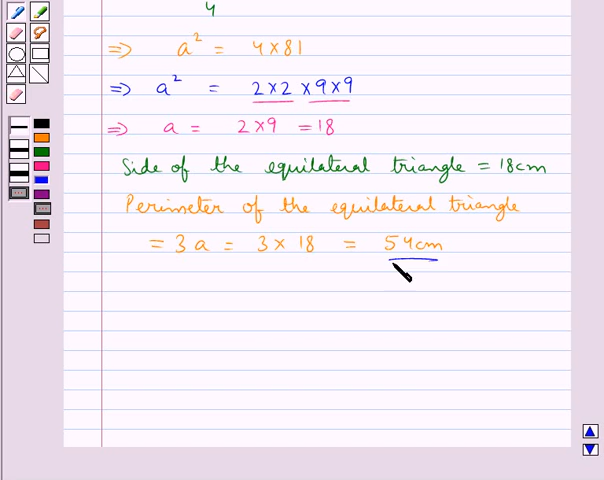 4
⇒ a² = 4×81
⇒ a² = 2×2×9×9
⇒ a = 2×9 =18
Side of the equilateral triangle = 18cm
Perimeter of the equilateral triangle
= 3a = 3×18 = 54cm